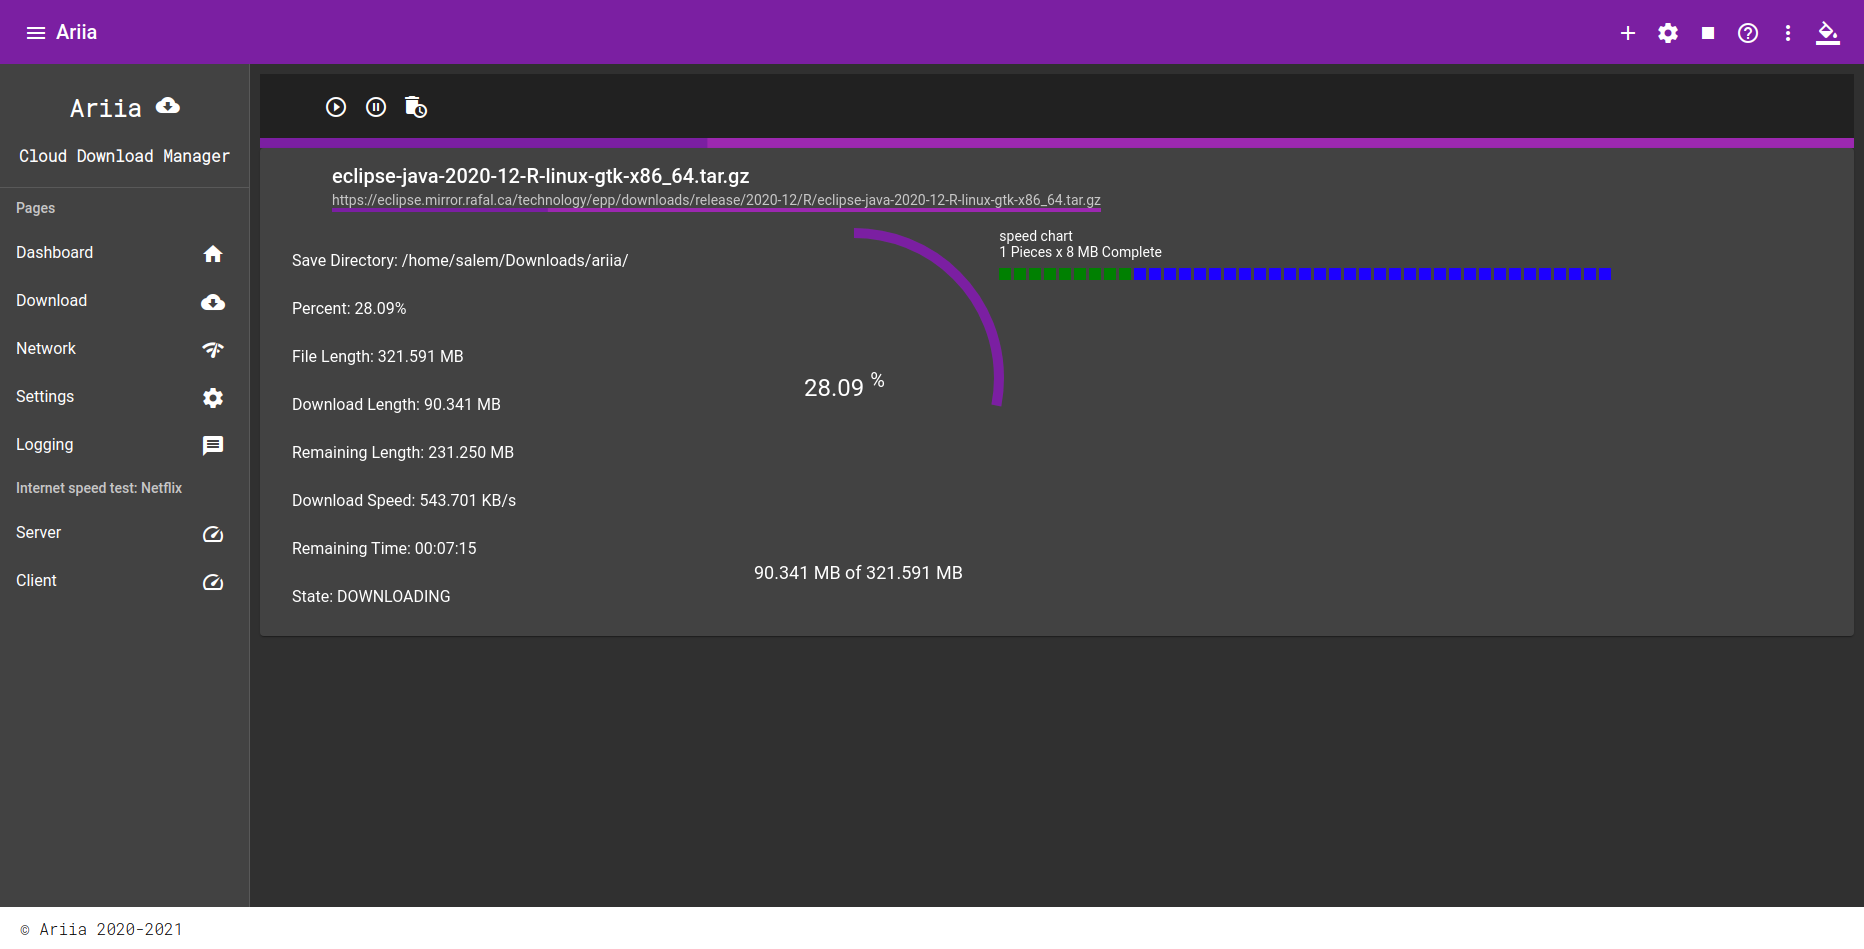 Ariia
Ariia
Cloud Download Manager
Pages
Dashboard
Download
Network
Settings
Logging
Internet speed test: Netflix
Server
Client
eclipse-java-2020-12-R-linux-gtk-x86_64.tar.gz
https://eclipse.mirror.rafal.ca/technology/epp/downloads/release/2020-12/R/eclipse-java-2020-12-R-linux-gtk-x86_64.tar.gz
Save Directory: /home/salem/Downloads/ariia/
Percent: 28.09%
File Length: 321.591 MB
Download Length: 90.341 MB
Remaining Length: 231.250 MB
Download Speed: 543.701 KB/s
Remaining Time: 00:07:15
State: DOWNLOADING
28.09 %
90.341 MB of 321.591 MB
speed chart
1 Pieces x 8 MB Complete
© Ariia 2020-2021